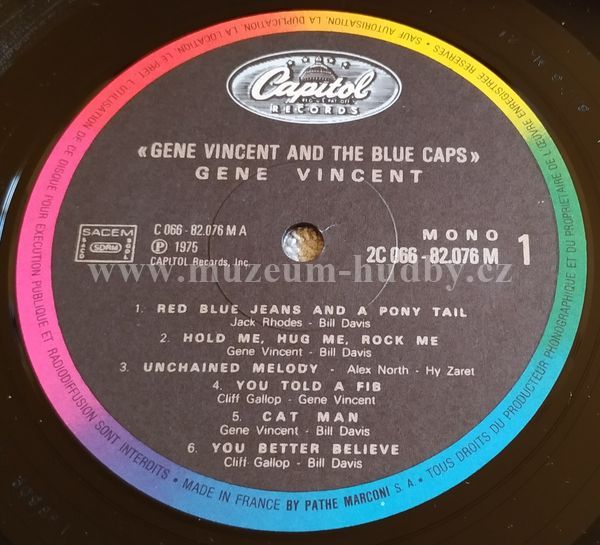 Capitol
RECORDS
«GENE VINCENT AND THE BLUE CAPS»
GENE VINCENT
SACEM
SACD
SDRM
SGDL
C 066 - 82.076 M A
Ⓟ 1975
CAPITOL Records, Inc.
MONO
2C 066 - 82.076 M
1
www.muzeum-hudby.cz
1. RED BLUE JEANS AND A PONY TAIL
Jack Rhodes - Bill Davis
2. HOLD ME, HUG ME, ROCK ME
Gene Vincent - Bill Davis
3. UNCHAINED MELODY - Alex North - Hy Zaret
4. YOU TOLD A FIB
Cliff Gallop - Gene Vincent
5. CAT MAN
Gene Vincent - Bill Davis
6. YOU BETTER BELIEVE
Cliff Gallop - Bill Davis
• MADE IN FRANCE BY PATHE MARCONI S.A. • TOUS DROITS DU PRODUCTEUR PHONOGRAPHIQUE ET DU PROPRIETAIRE DE L'ŒUVRE ENREGISTREE RESERVES • SAUF AUTORISATION, LA DUPLICATION, LA LOCATION, LE PRET, L'UTILISATION DE CE DISQUE POUR EXECUTION PUBLIQUE ET RADIODIFFUSION SONT INTERDITS